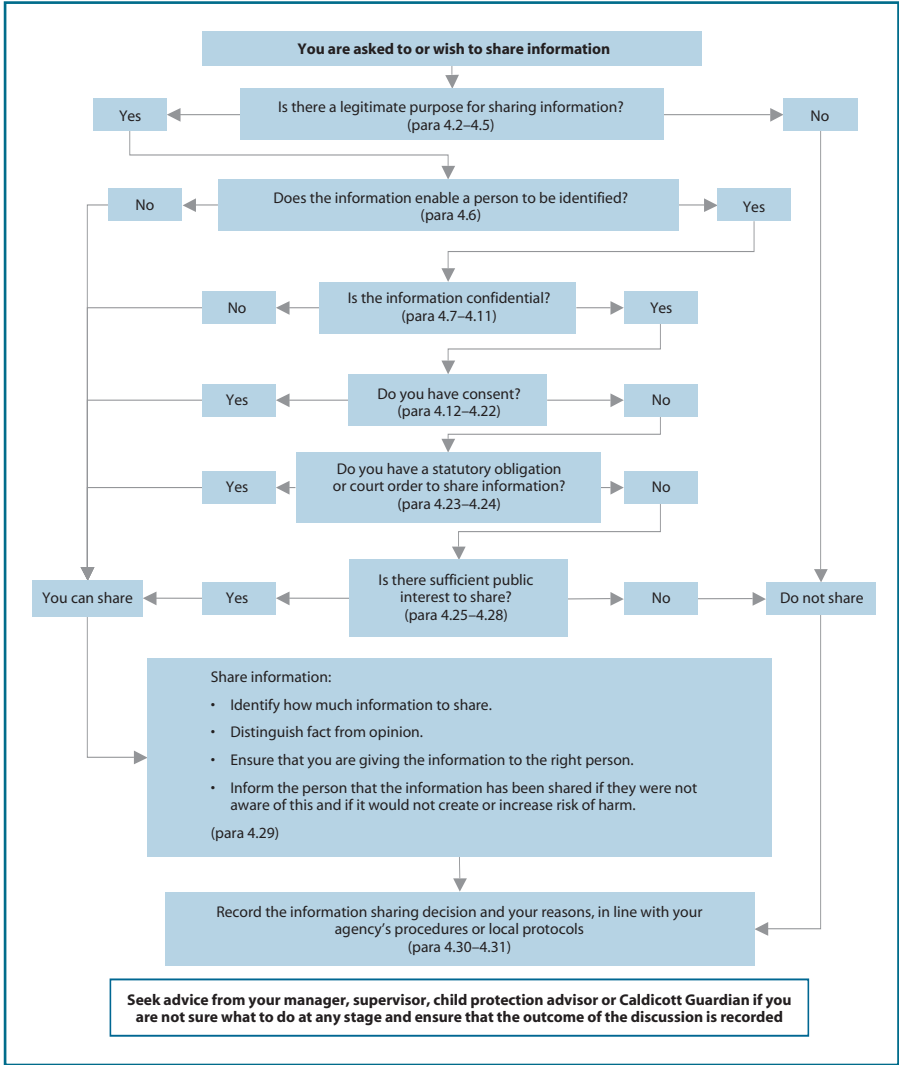 You are asked to or wish to share information
Is there a legitimate purpose for sharing information?
(para 4.2–4.5)
Yes
No
Does the information enable a person to be identified?
(para 4.6)
No
Yes
Is the information confidential?
(para 4.7–4.11)
No
Yes
Do you have consent?
(para 4.12–4.22)
Yes
No
Do you have a statutory obligation
or court order to share information?
(para 4.23–4.24)
Yes
No
Is there sufficient public
interest to share?
(para 4.25–4.28)
You can share
Yes
No
Do not share
Share information:
• Identify how much information to share.
• Distinguish fact from opinion.
• Ensure that you are giving the information to the right person.
• Inform the person that the information has been shared if they were not
aware of this and if it would not create or increase risk of harm.
(para 4.29)
Record the information sharing decision and your reasons, in line with your
agency’s procedures or local protocols
(para 4.30–4.31)
Seek advice from your manager, supervisor, child protection advisor or Caldicott Guardian if you
are not sure what to do at any stage and ensure that the outcome of the discussion is recorded